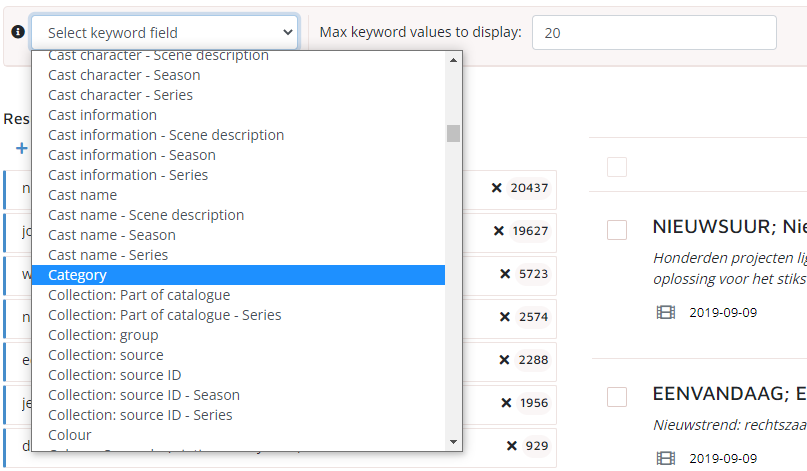 Select keyword field
Max keyword values to display:
20
Cast character - Scene description
Cast character - Season
Cast character - Series
Cast information
Cast information - Scene description
Cast information - Season
Cast information - Series
Cast name
Cast name - Scene description
Cast name - Season
Cast name - Series
Category
Collection: Part of catalogue
Collection: Part of catalogue - Series
Collection: group
Collection: source
Collection: source ID
Collection: source ID - Season
Collection: source ID - Series
Colour
Res
+
n
20437
jo
19627
w
5723
n
2574
2288
je
1956
d
929
NIEUWSUUR; Nie
Honderden projecten lig
oplossing voor het stiks
2019-09-09
EENVANDAAG; E
Nieuwstrend: rechtszaa
2019-09-09